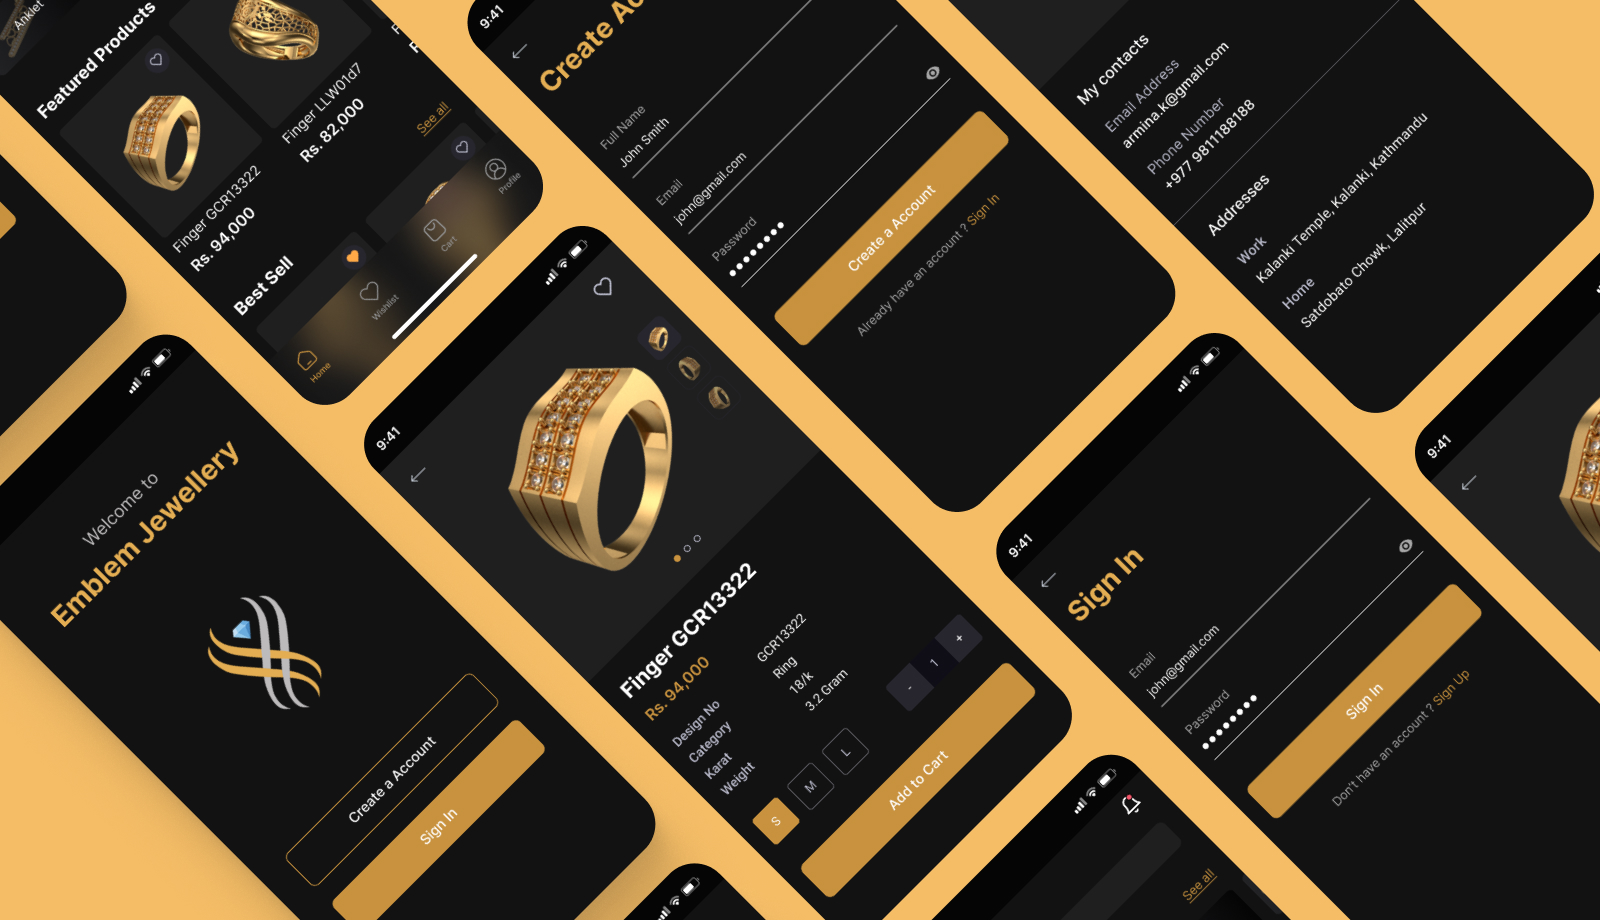 Anklet
Featured Products
Finger GCR13322
Rs. 94,000
Finger LLW01d7
Rs. 82,000
Best Sell
See all
Home
Wishlist
Cart
Profile
9:41
Create Ac
Full Name
John Smith
Email
john@gmail.com
Password
Create a Account
Already have an account ? Sign In
My contacts
Email Address
armina.k@gmail.com
Phone Number
+977 9811188188
Addresses
Work
Kalanki Temple, Kalanki, Kathmandu
Home
Satdobato Chowk, Lalitpur
Welcome to
Emblem Jewellery
Create a Account
Sign In
9:41
Finger GCR13322
Rs. 94,000
Design No GCR13322
Category Ring
Karat 18/k
Weight 3.2 Gram
- 1 +
S M L
Add to Cart
9:41
Sign In
Email
john@gmail.com
Password
Sign In
Don't have an account ? Sign Up
9:41
See all